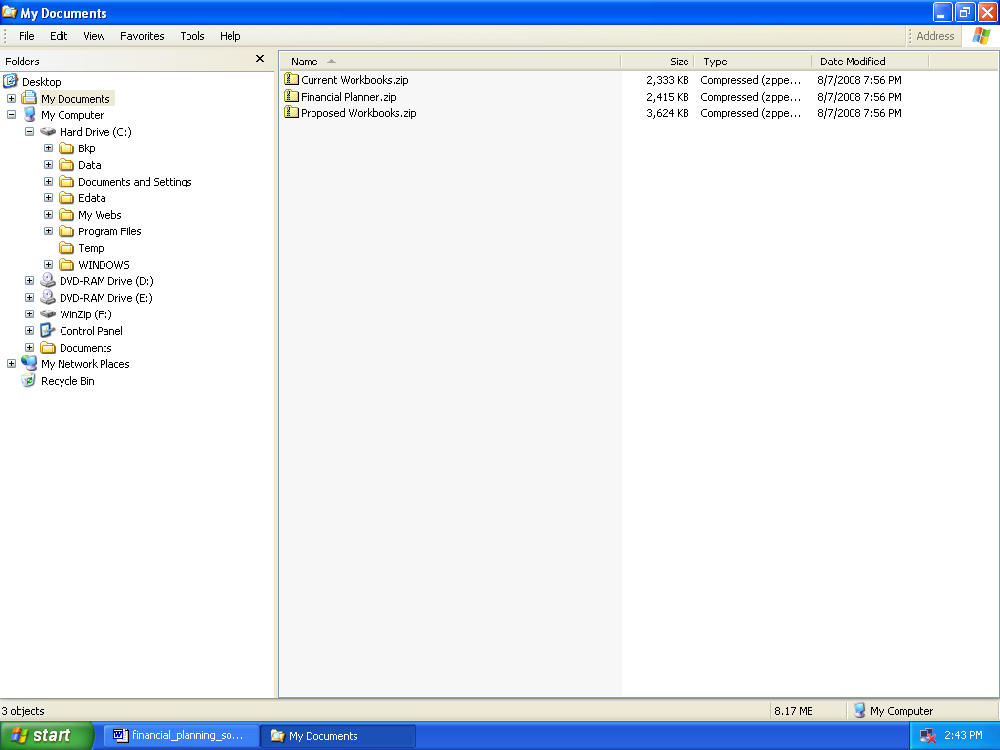 My Documents
File Edit View Favorites Tools Help Address
Folders
Name Size Type Date Modified
Desktop
My Documents
My Computer
Hard Drive (C:)
Bkp
Data
Documents and Settings
Edata
My Webs
Program Files
Temp
WINDOWS
DVD-RAM Drive (D:)
DVD-RAM Drive (E:)
WinZip (F:)
Control Panel
Documents
My Network Places
Recycle Bin
Current Workbooks.zip 2,333 KB Compressed (zippe... 8/7/2008 7:56 PM
Financial Planner.zip 2,415 KB Compressed (zippe... 8/7/2008 7:56 PM
Proposed Workbooks.zip 3,624 KB Compressed (zippe... 8/7/2008 7:56 PM
3 objects 8.17 MB My Computer
start financial_planning_so... My Documents 2:43 PM